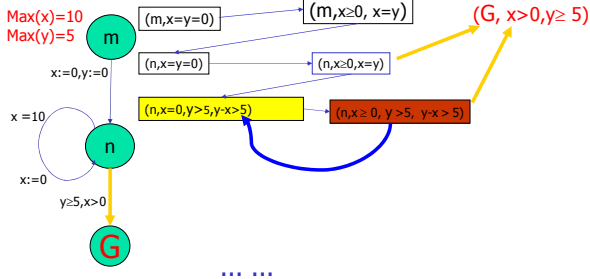 Max(x)=10
Max(y)=5
m
(m,x=y=0)
(m,x≥0, x=y)
(G, x>0,y≥ 5)
x:=0,y:=0
(n,x=y=0)
(n,x≥0,x=y)
x =10
(n,x=0,y>5,y-x>5)
(n,x≥ 0, y >5, y-x > 5)
n
x:=0
y≥5,x>0
G
... ...